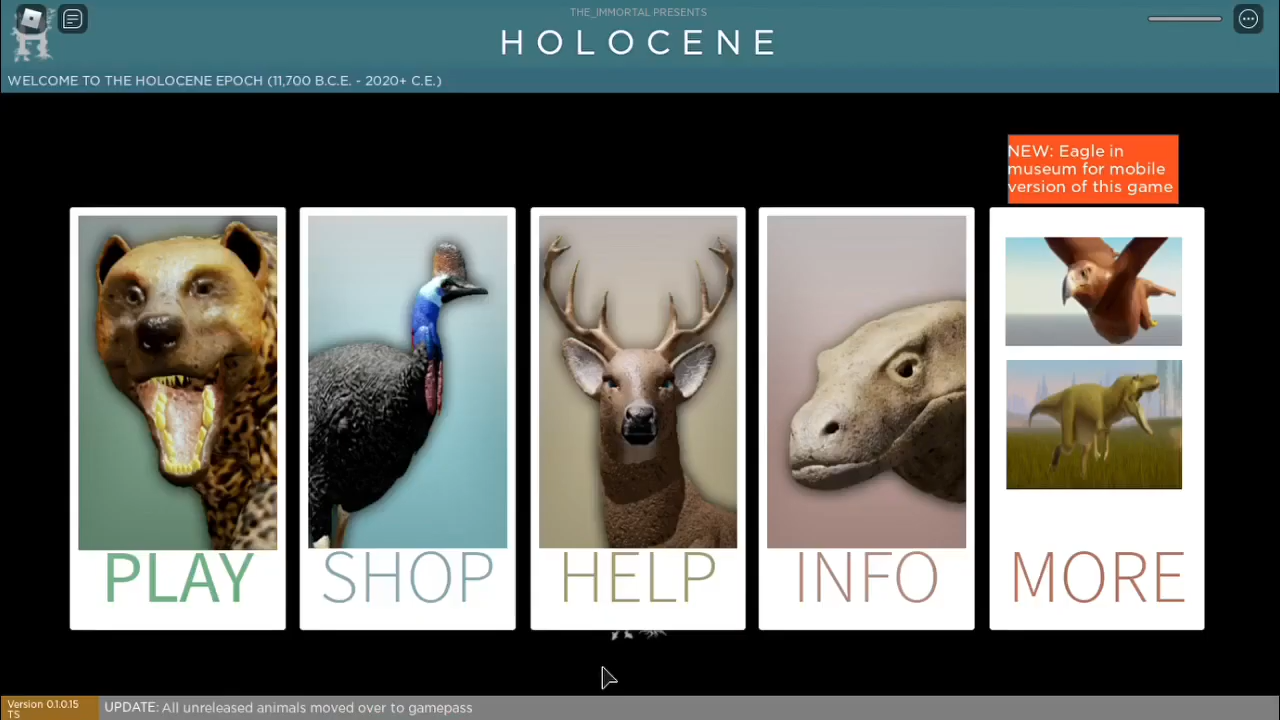 THE_IMMORTAL PRESENTS
HOLOCENE
WELCOME TO THE HOLOCENE EPOCH (11,700 B.C.E. - 2020+ C.E.)
NEW: Eagle in
museum for mobile
version of this game
PLAY
SHOP
HELP
INFO
MORE
Version 0.1.0.15
TS
UPDATE: All unreleased animals moved over to gamepass